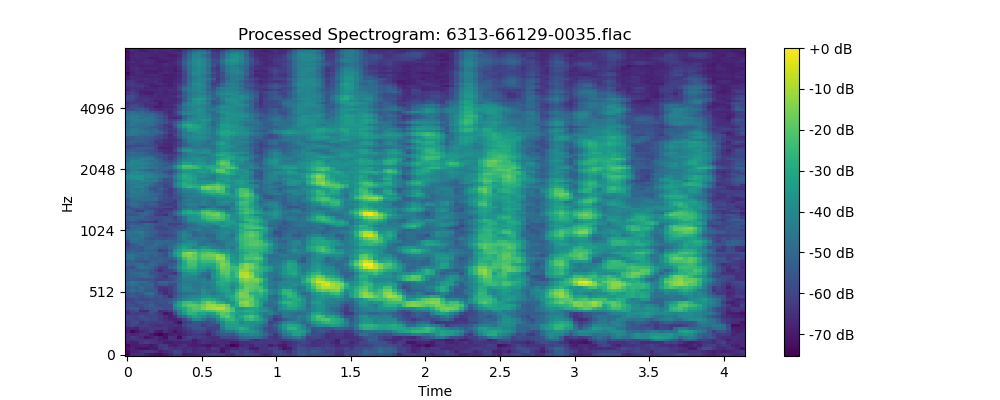 Processed Spectrogram: 6313-66129-0035.flac
Hz
4096
2048
1024
512
0
0 0.5 1 1.5 2 2.5 3 3.5 4
Time
+0 dB
-10 dB
-20 dB
-30 dB
-40 dB
-50 dB
-60 dB
-70 dB